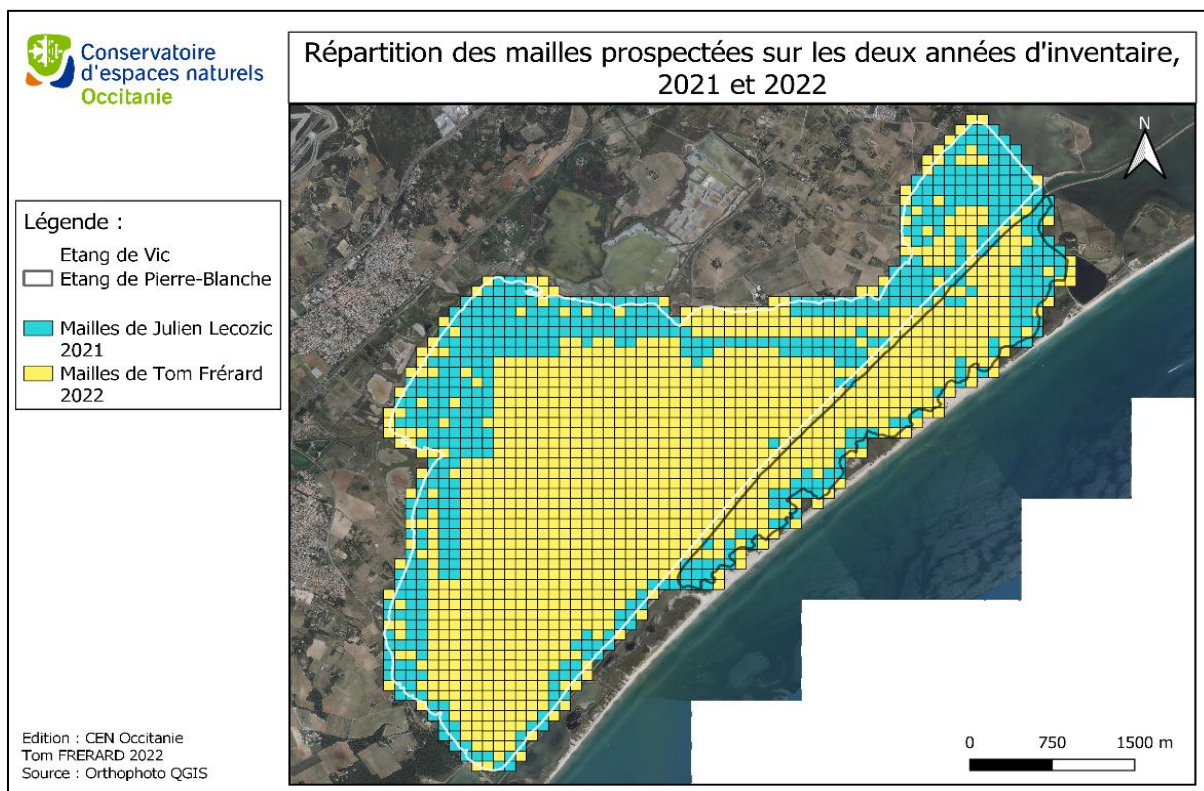 Conservatoire
d'espaces naturels
Occitanie
Répartition des mailles prospectées sur les deux années d'inventaire,
2021 et 2022
N
Légende :
Etang de Vic
Etang de Pierre-Blanche
Mailles de Julien Lecozic
2021
Mailles de Tom Frérard
2022
Edition : CEN Occitanie
Tom FRERARD 2022
Source : Orthophoto QGIS
0 750 1500 m